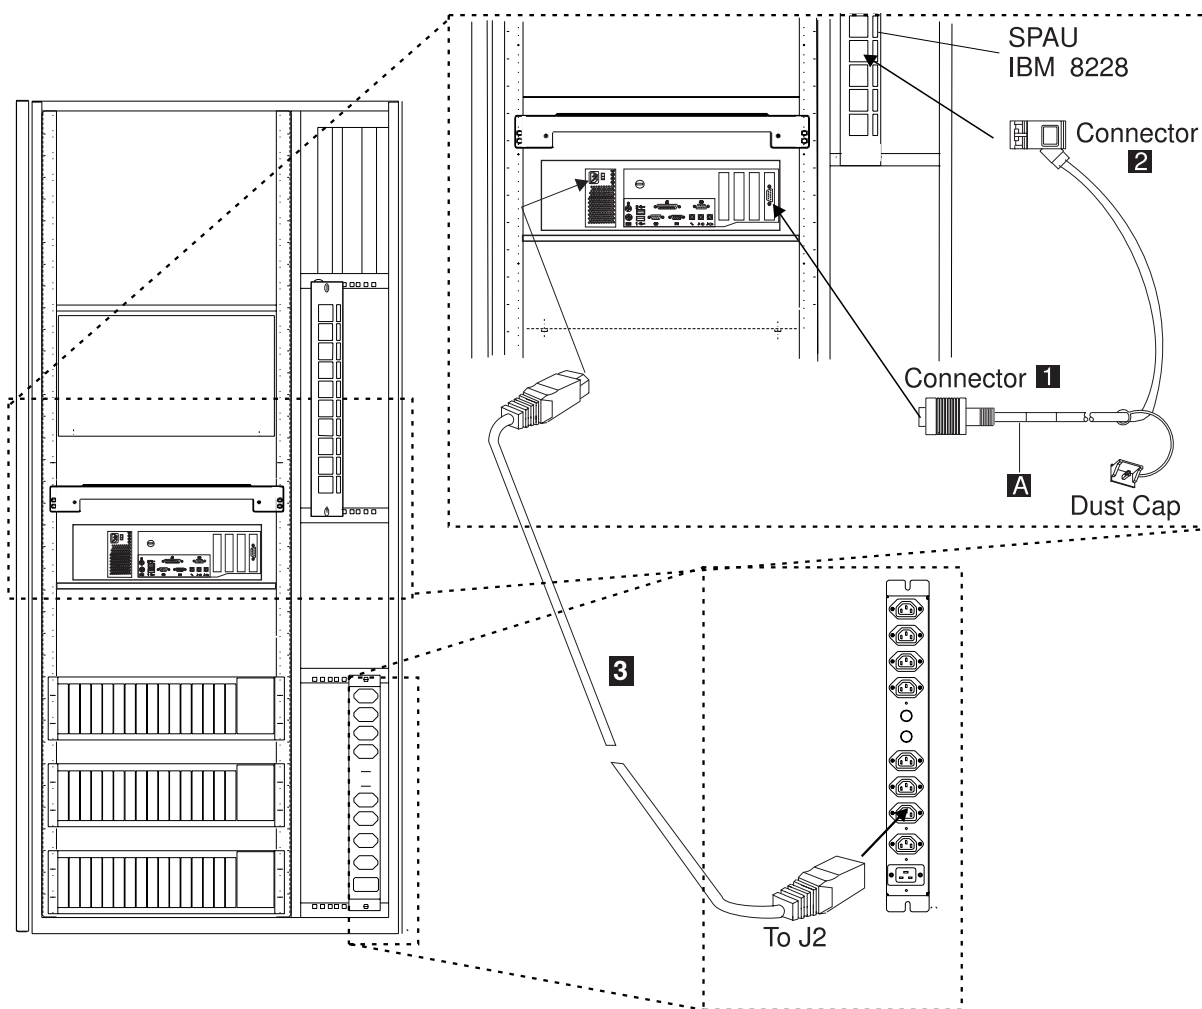 SPAU
IBM 8228
Connector
2
Connector 1
A
Dust Cap
3
To J2